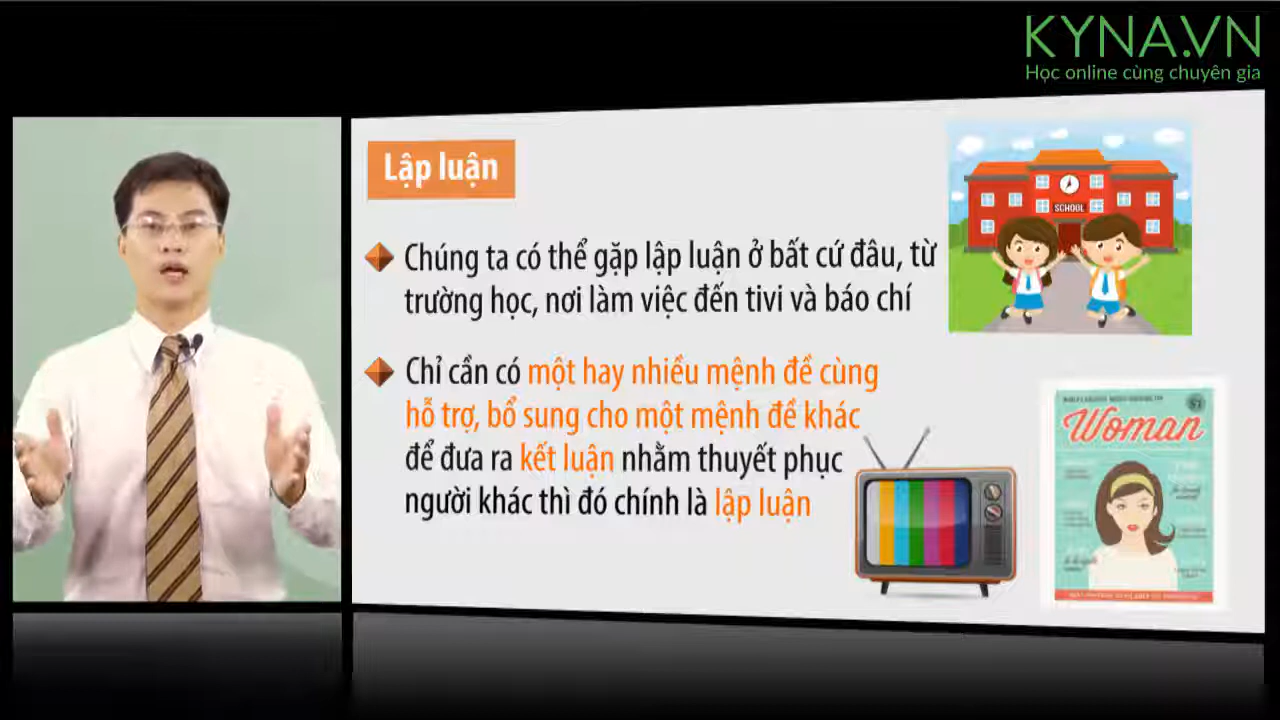 KYNA.VN
Học online cùng chuyên gia
Lập luận
Chúng ta có thể gặp lập luận ở bất cứ đâu, từ
trường học, nơi làm việc đến tivi và báo chí
Chỉ cần có một hay nhiều mệnh đề cùng
hỗ trợ, bổ sung cho một mệnh đề khác
để đưa ra kết luận nhằm thuyết phục
người khác thì đó chính là lập luận
SCHOOL
Woman